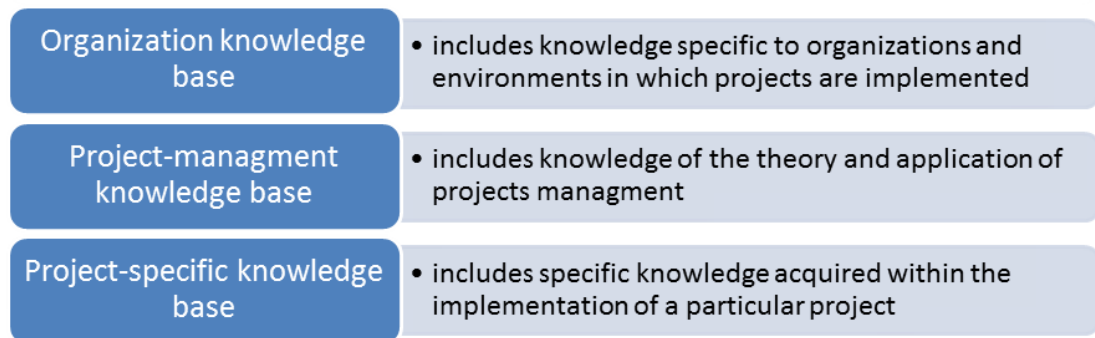 Organization knowledge
base
• includes knowledge specific to organizations and
environments in which projects are implemented
Project-managment
knowledge base
• includes knowledge of the theory and application of
projects managment
Project-specific knowledge
base
• includes specific knowledge acquired within the
implementation of a particular project